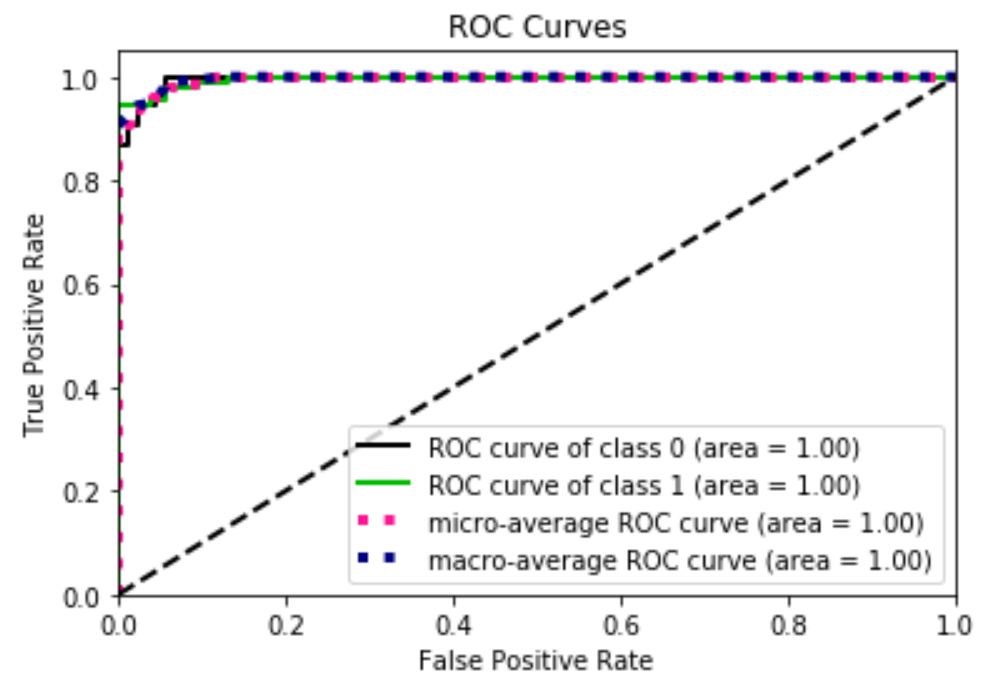 ROC Curves
1.0
0.8
0.6
0.4
0.2
0.0
True Positive Rate
ROC curve of class 0 (area = 1.00)
ROC curve of class 1 (area = 1.00)
micro-average ROC curve (area = 1.00)
macro-average ROC curve (area = 1.00)
0.0 0.2 0.4 0.6 0.8 1.0
False Positive Rate